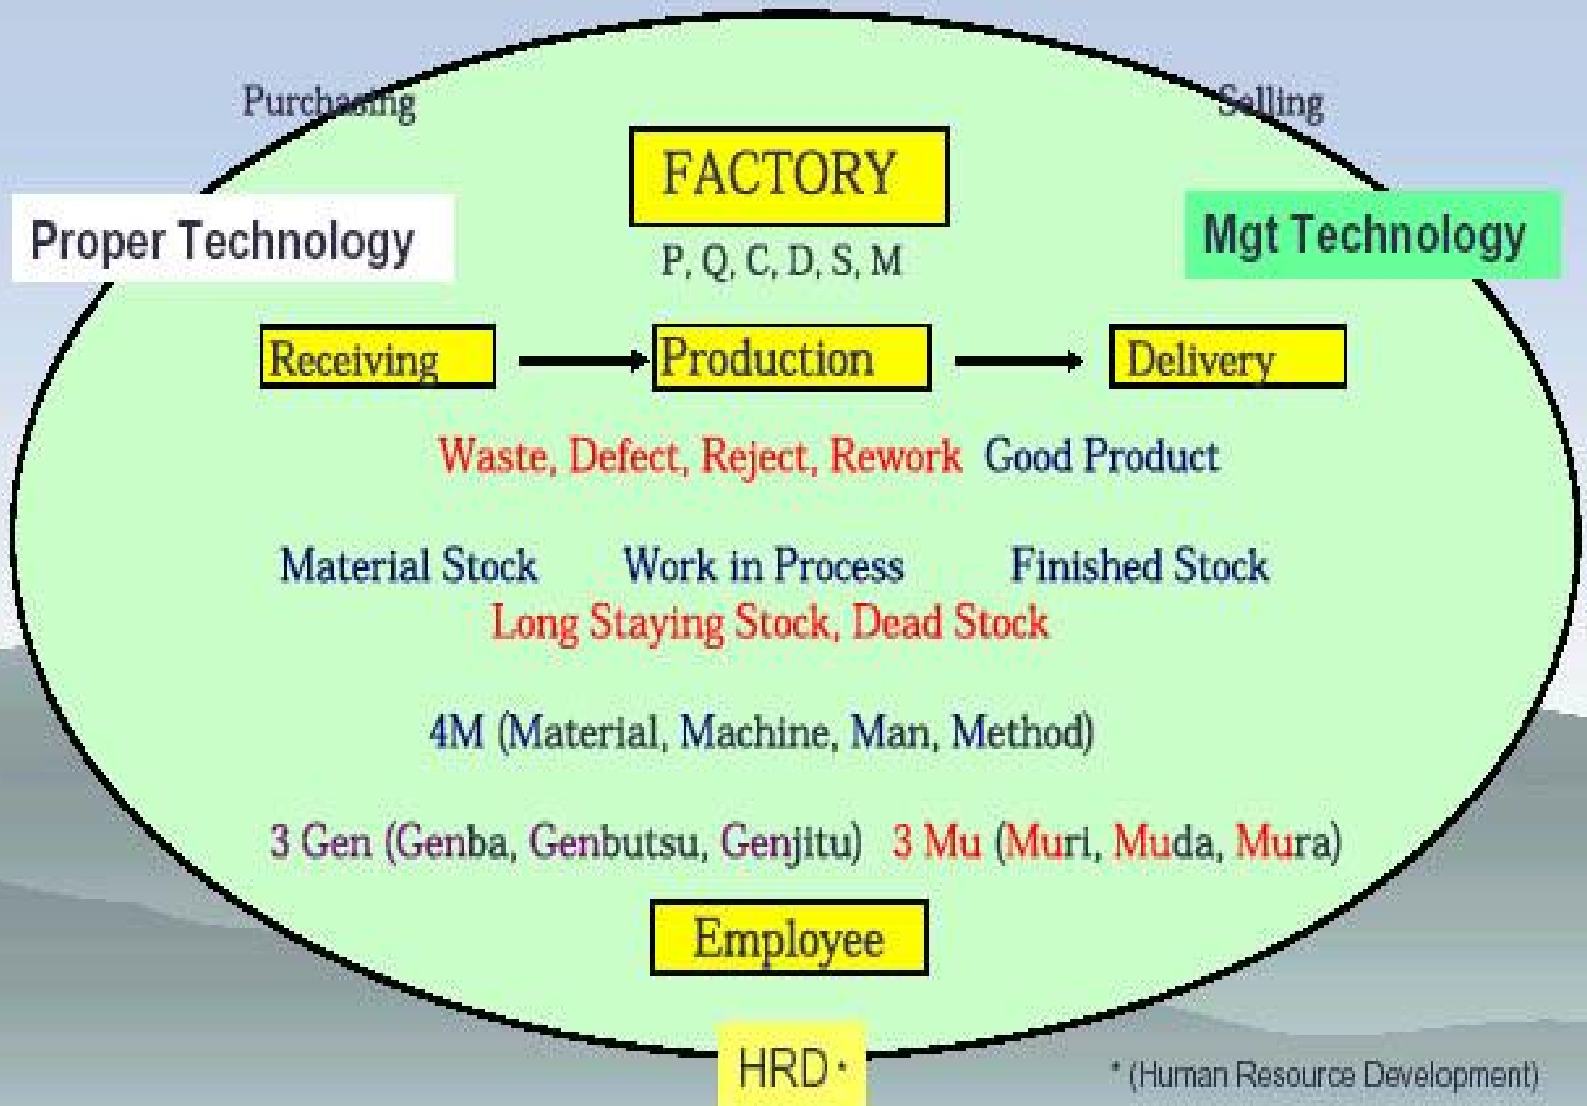 Purchasing Selling
FACTORY
Proper Technology Mgt Technology
P, Q, C, D, S, M
Receiving Production Delivery
Waste, Defect, Reject, Rework Good Product
Material Stock Work in Process Finished Stock
Long Staying Stock, Dead Stock
4M (Material, Machine, Man, Method)
3 Gen (Genba, Genbutsu, Genjitu) 3 Mu (Muri, Muda, Mura)
Employee
HRD *
* (Human Resource Development)